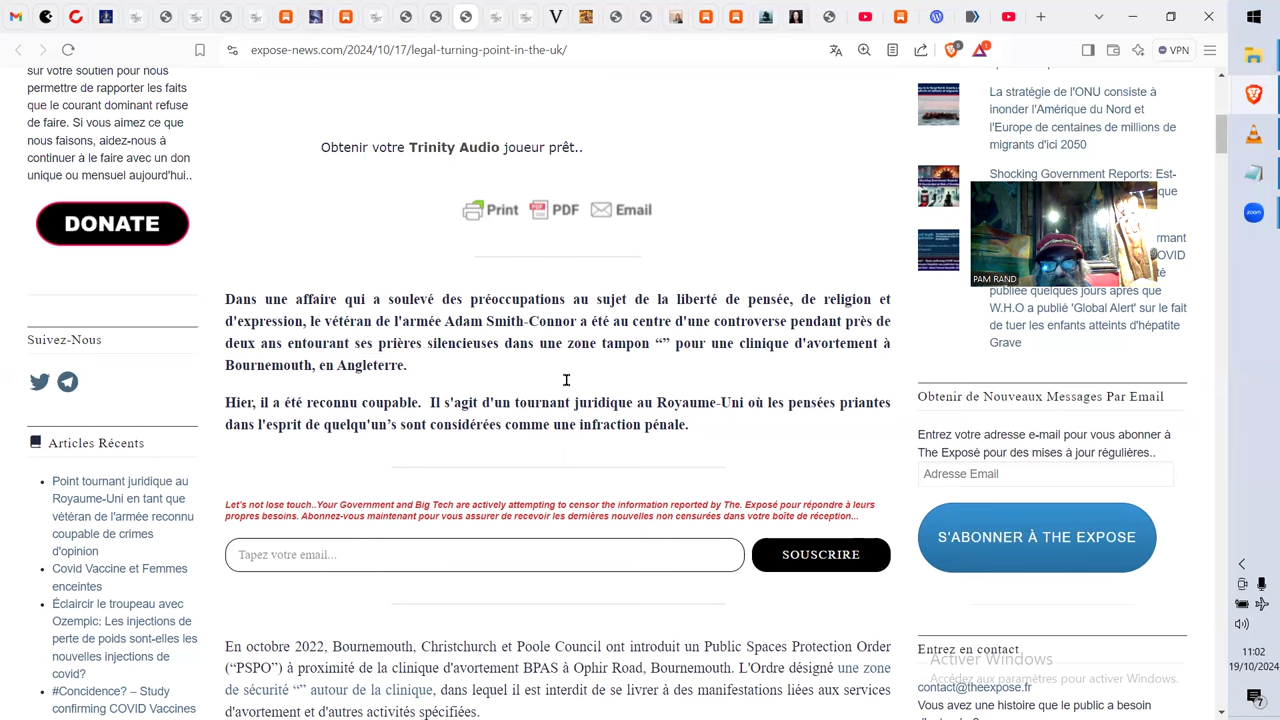 expose-news.com/2024/10/17/legal-turning-point-in-the-uk/
VPN
sur votre soutien pour nous
permettre de rapporter les faits
que le courant dominant refuse
de faire. Si vous aimez ce que
nous faisons, aidez-nous à
continuer à le faire avec un don
unique ou mensuel aujourd'hui..
DONATE
Suivez-Nous
Articles Récents
Point tournant juridique au
Royaume-Uni en tant que
vétéran de l'armée reconnu
coupable de crimes
d'opinion
Covid Vaccine et Femmes
enceintes
Éclaircir le troupeau avec
Ozempic: Les injections de
perte de poids sont-elles les
nouvelles injections de
covid?
#Concidence? – Study
confirming COVID Vaccines
Obtenir votre Trinity Audio joueur prêt..
Print PDF Email
Dans une affaire qui a soulevé des préoccupations au sujet de la liberté de pensée, de religion et
d'expression, le vétéran de l'armée Adam Smith-Connor a été au centre d'une controverse pendant près de
deux ans entourant ses prières silencieuses dans une zone tampon “” pour une clinique d'avortement à
Bournemouth, en Angleterre.
Hier, il a été reconnu coupable. Il s'agit d'un tournant juridique au Royaume-Uni où les pensées priantes
dans l'esprit de quelqu'un’s sont considérées comme une infraction pénale.
Let's not lose touch..Your Government and Big Tech are actively attempting to censor the information reported by The. Exposé pour répondre à leurs
propres besoins. Abonnez-vous maintenant pour vous assurer de recevoir les dernières nouvelles non censurées dans votre boîte de réception...
Tapez votre email...
SOUSCRIRE
En octobre 2022, Bournemouth, Christchurch et Poole Council ont introduit un Public Spaces Protection Order
(“PSPO”) à proximité de la clinique d'avortement BPAS à Ophir Road, Bournemouth. L'Ordre désigné une zone
de sécurité “” autour de la clinique, dans lequel il est interdit de se livrer à des manifestations liées aux services
d'avortement et d'autres activités spécifiées.
La stratégie de l'ONU consiste à
inonder l'Amérique du Nord et
l'Europe de centaines de millions de
migrants d'ici 2050
Shocking Government Reports: Est-
que
PAM RAND
rmant
OVID
té
publiée quelques jours après que
W.H.O a publié 'Global Alert' sur le fait
de tuer les enfants atteints d'hépatite
Grave
Obtenir de Nouveaux Messages Par Email
Entrez votre adresse e-mail pour vous abonner à
The Exposé pour des mises à jour régulières..
Adresse Email
S'ABONNER À THE EXPOSE
Entrez en contact
Activer Windows
Accédez aux paramètres pour activer Windows.
contact@theexpose.fr
Vous avez une histoire que le public a besoin
zoom
11:02
19/10/2024